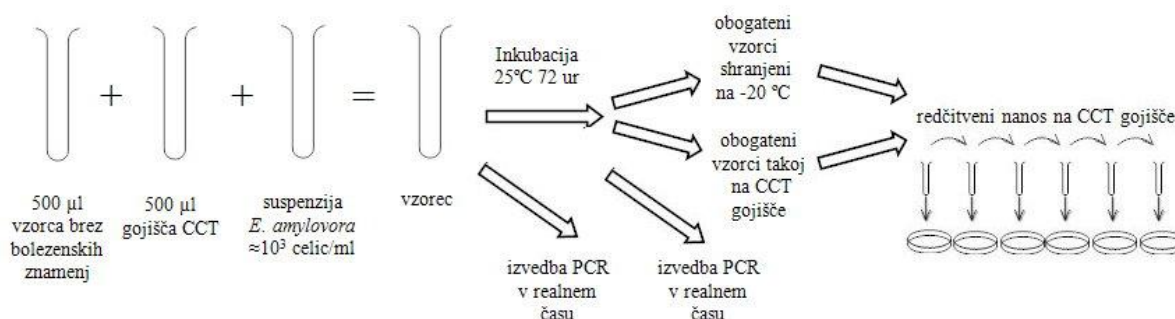 +
+
+
=
500 µl
vzorca brez
bolezenskih
znamenj
500 µl
gojišča CCT
suspenzija
E. amylovora
≈10³ celic/ml
vzorec
Inkubacija
25°C 72 ur
izvedba PCR
v realnem
času
izvedba PCR
v realnem
času
obogateni
vzorci
shranjeni
na -20 °C
obogateni
vzorci takoj
na CCT
gojišče
redčitveni nanos na CCT gojišče